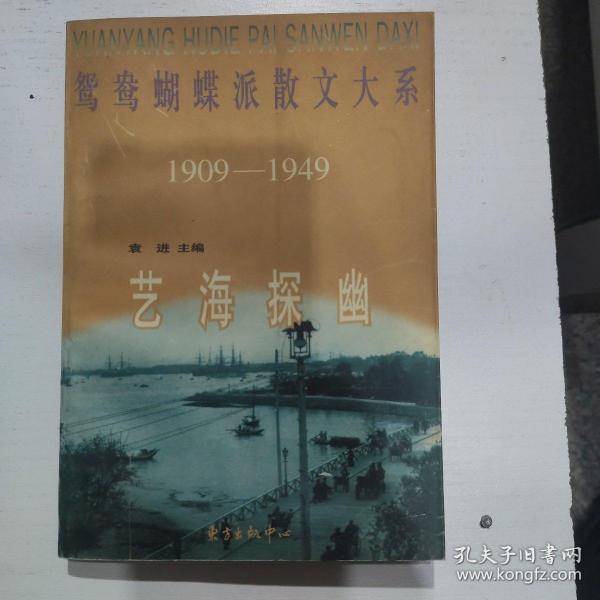 YUANYANG HUDIE PAI SANWEN DAXI
鸳鸯蝴蝶派散文大系
1909—1949
袁 进 主编
艺海探幽
东方出版中心
孔夫子旧书网
www.kongfz.com